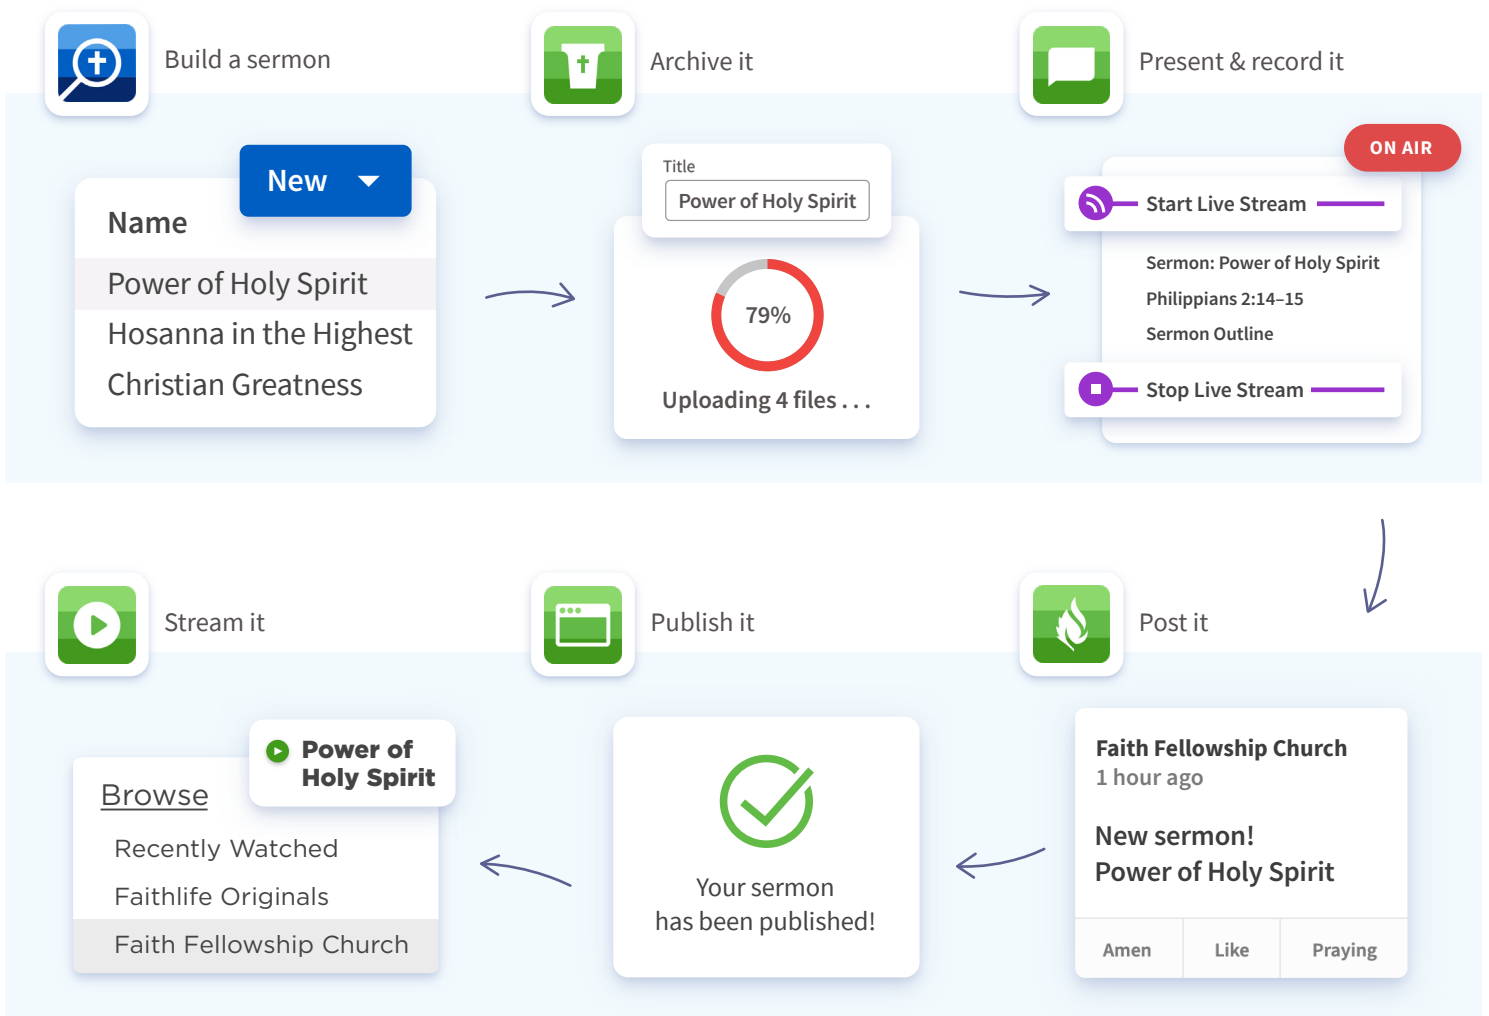 Build a sermon
New
Name
Power of Holy Spirit
Hosanna in the Highest
Christian Greatness
Archive it
Title
Power of Holy Spirit
79%
Uploading 4 files . . .
Present & record it
ON AIR
Start Live Stream
Sermon: Power of Holy Spirit
Philippians 2:14–15
Sermon Outline
Stop Live Stream
Stream it
Power of
Holy Spirit
Browse
Recently Watched
Faithlife Originals
Faith Fellowship Church
Publish it
Your sermon
has been published!
Post it
Faith Fellowship Church
1 hour ago
New sermon!
Power of Holy Spirit
Amen
Like
Praying